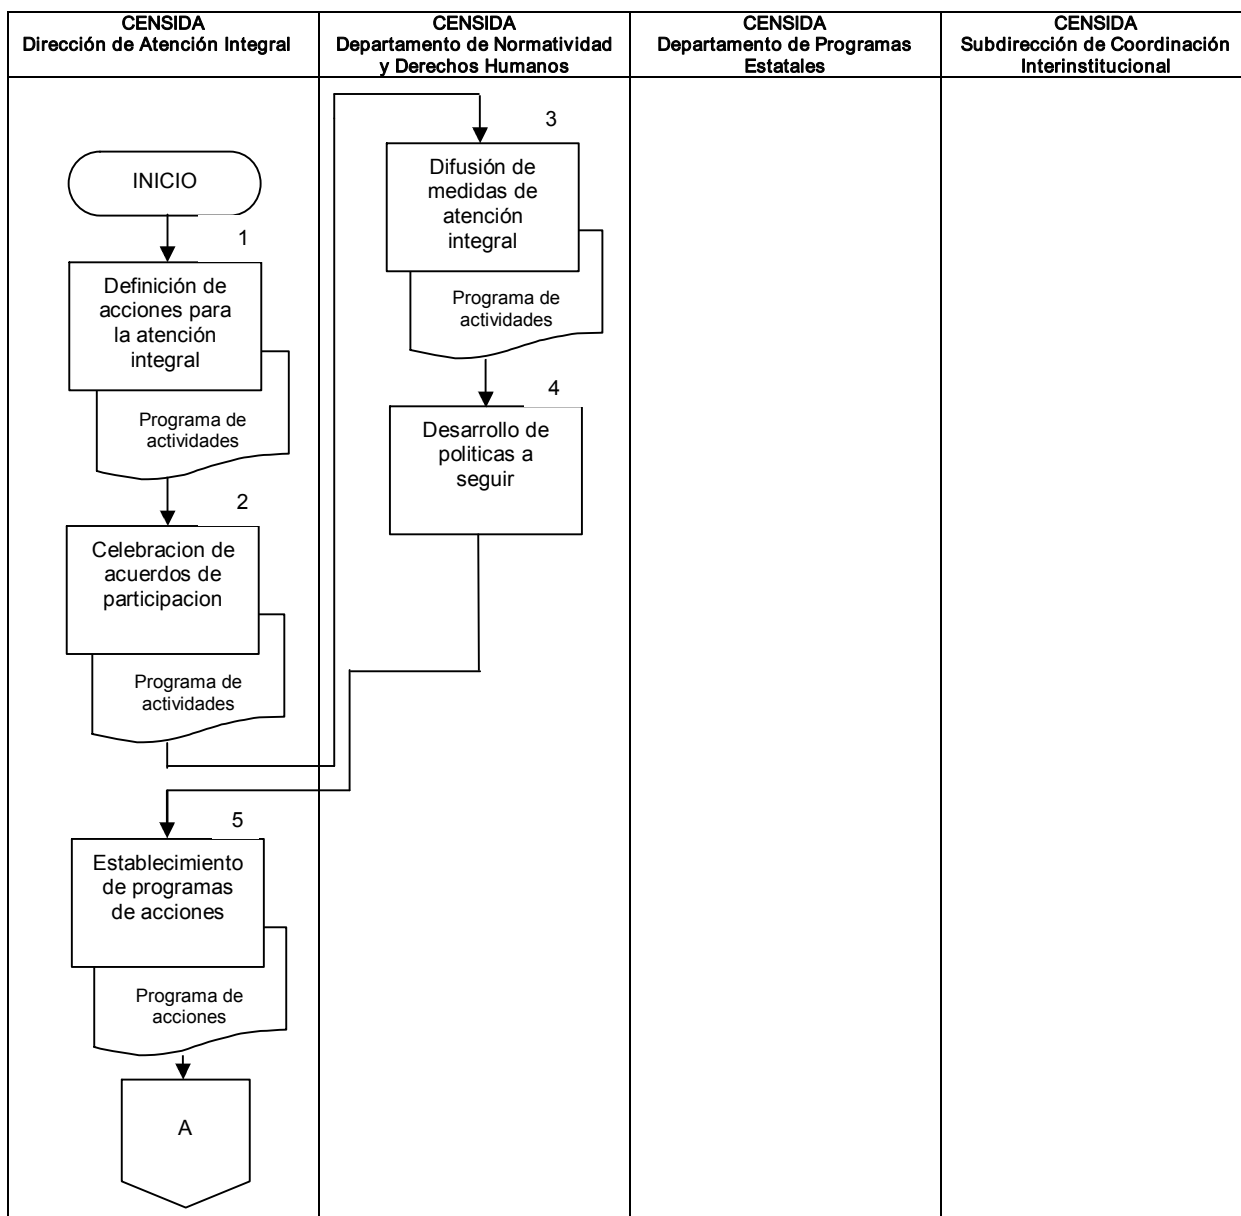 CENSIDA
Dirección de Atención Integral
CENSIDA
Departamento de Normatividad
y Derechos Humanos
CENSIDA
Departamento de Programas
Estatales
CENSIDA
Subdirección de Coordinación
Interinstitucional
INICIO
1
Definición de
acciones para
la atención
integral
Programa de
actividades
2
Celebracion de
acuerdos de
participacion
Programa de
actividades
3
Difusión de
medidas de
atención
integral
Programa de
actividades
4
Desarrollo de
politicas a
seguir
5
Establecimiento
de programas
de acciones
Programa de
acciones
A